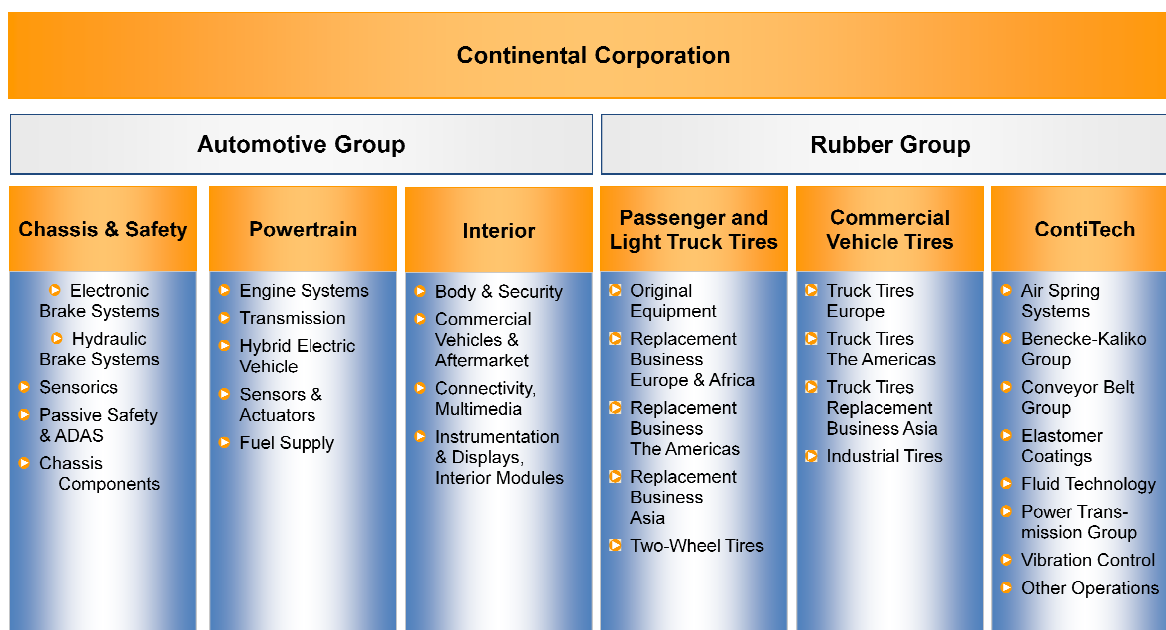 Continental Corporation
Automotive Group
Rubber Group
Chassis & Safety
Electronic
Brake Systems
Hydraulic
Brake Systems
Sensorics
Passive Safety
& ADAS
Chassis
Components
Powertrain
Engine Systems
Transmission
Hybrid Electric
Vehicle
Sensors &
Actuators
Fuel Supply
Interior
Body & Security
Commercial
Vehicles &
Aftermarket
Connectivity,
Multimedia
Instrumentation
& Displays,
Interior Modules
Passenger and
Light Truck Tires
Original
Equipment
Replacement
Business
Europe & Africa
Replacement
Business
The Americas
Replacement
Business
Asia
Two-Wheel Tires
Commercial
Vehicle Tires
Truck Tires
Europe
Truck Tires
The Americas
Truck Tires
Replacement
Business Asia
Industrial Tires
ContiTech
Air Spring
Systems
Benecke-Kaliko
Group
Conveyor Belt
Group
Elastomer
Coatings
Fluid Technology
Power Trans-
mission Group
Vibration Control
Other Operations